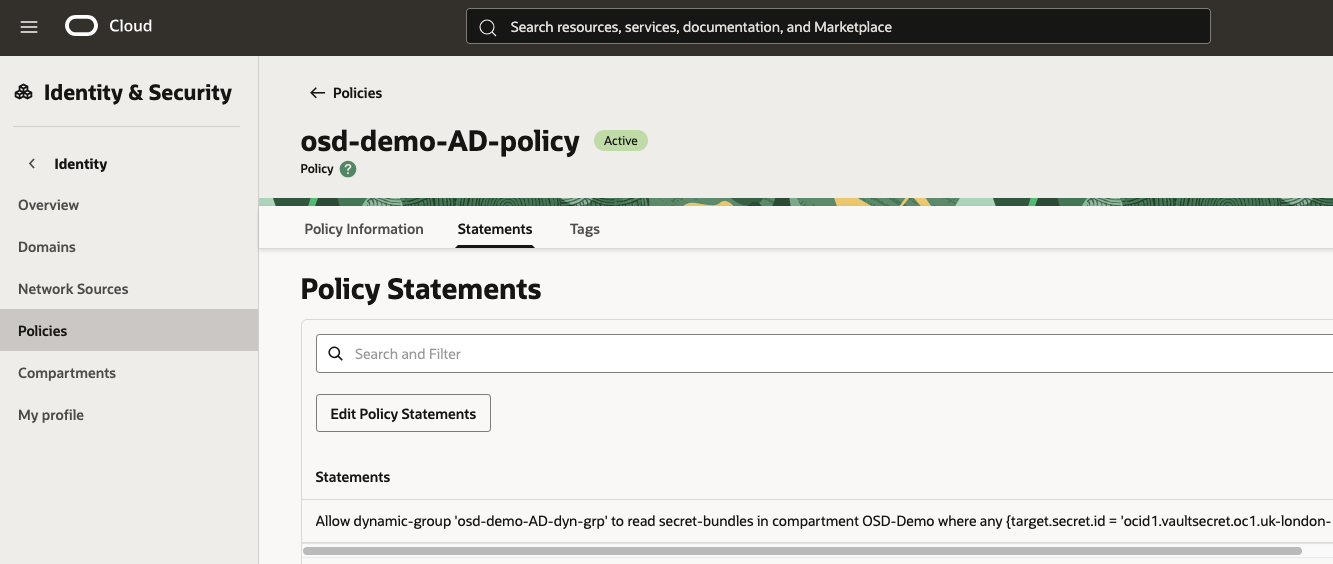 Cloud
Search resources, services, documentation, and Marketplace
Identity & Security
Identity
Overview
Domains
Network Sources
Policies
Compartments
My profile
← Policies
osd-demo-AD-policy Active
Policy ?
Policy Information Statements Tags
Policy Statements
Search and Filter
Edit Policy Statements
Statements
Allow dynamic-group 'osd-demo-AD-dyn-grp' to read secret-bundles in compartment OSD-Demo where any {target.secret.id = 'ocid1.vaultsecret.oc1.uk-london-